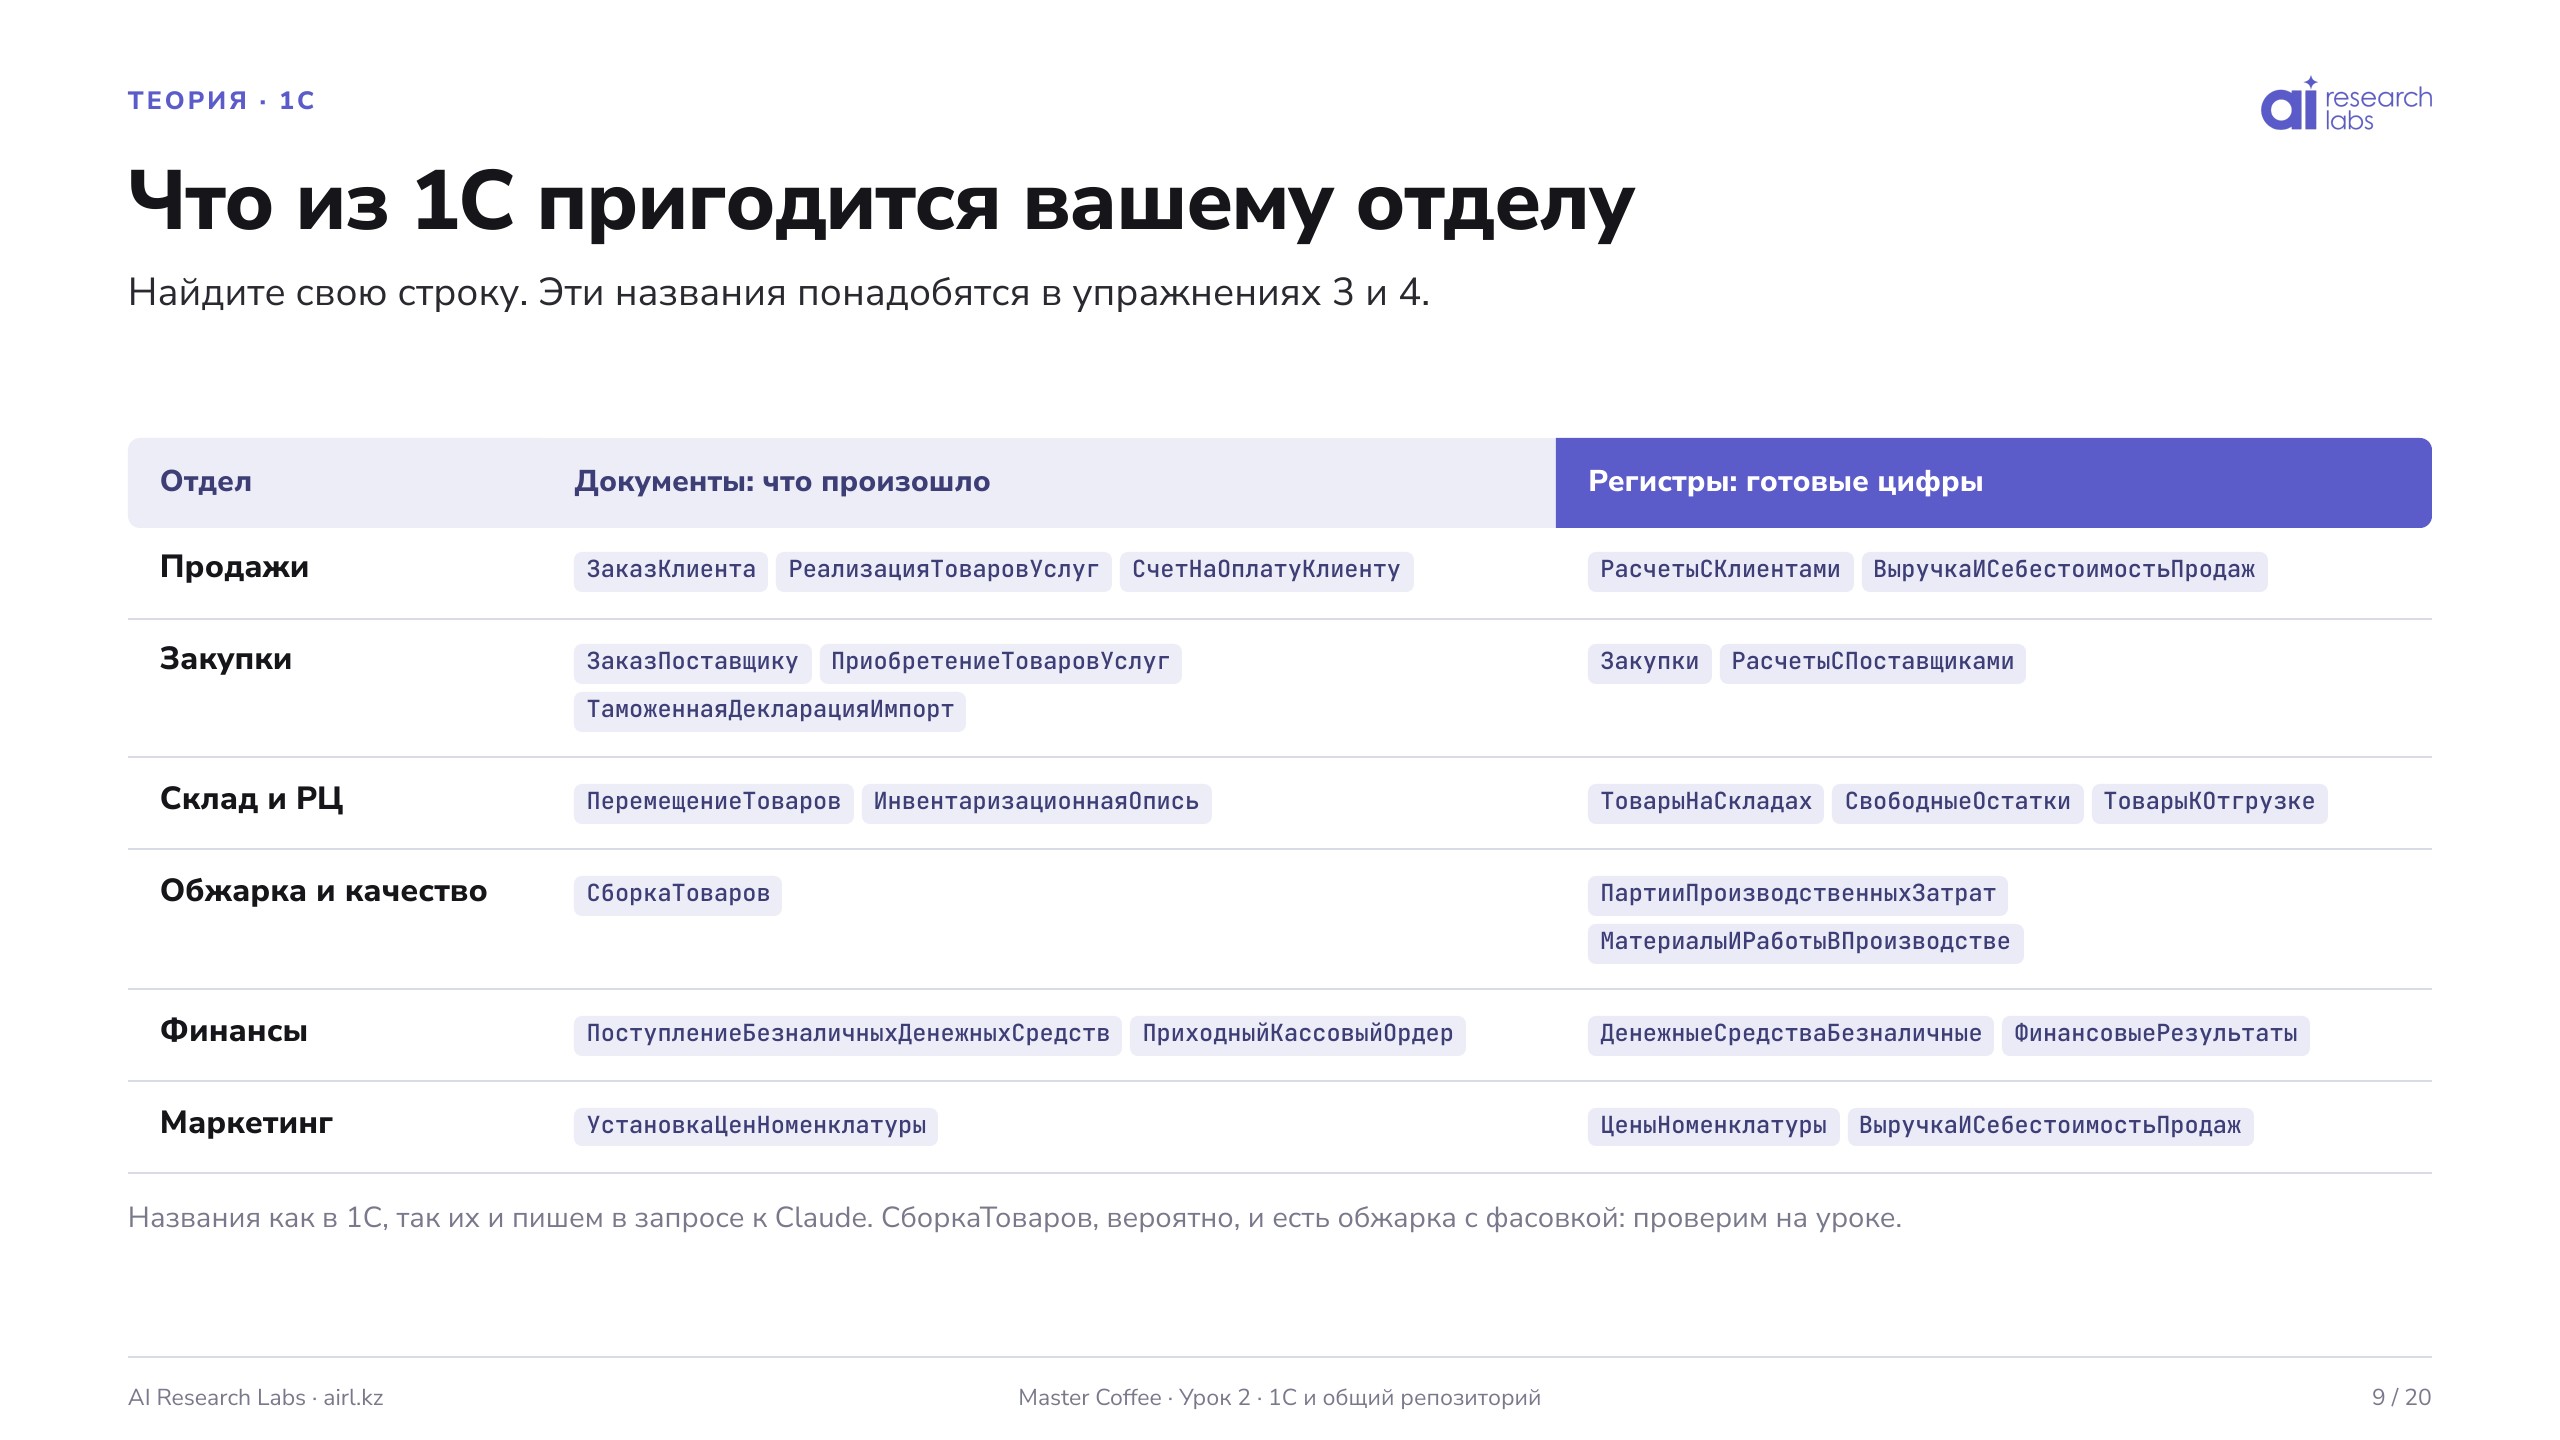 ТЕОРИЯ · 1С
ai research labs
Что из 1С пригодится вашему отделу
Найдите свою строку. Эти названия понадобятся в упражнениях 3 и 4.
Отдел Документы: что произошло Регистры: готовые цифры
Продажи ЗаказКлиента РеализацияТоваровУслуг СчетНаОплатуКлиенту РасчетыСКлиентами ВыручкаИСебестоимостьПродаж
Закупки ЗаказПоставщику ПриобретениеТоваровУслуг Закупки РасчетыСПоставщиками
ТаможеннаяДекларацияИмпорт
Склад и РЦ ПеремещениеТоваров ИнвентаризационнаяОпись ТоварыНаСкладах СвободныеОстатки ТоварыКОтгрузке
Обжарка и качество СборкаТоваров ПартииПроизводственныхЗатрат
МатериалыИРаботыВПроизводстве
Финансы ПоступлениеБезналичныхДенежныхСредств ПриходныйКассовыйОрдер ДенежныеСредстваБезналичные ФинансовыеРезультаты
Маркетинг УстановкаЦенНоменклатуры ЦеныНоменклатуры ВыручкаИСебестоимостьПродаж
Названия как в 1С, так их и пишем в запросе к Claude. СборкаТоваров, вероятно, и есть обжарка с фасовкой: проверим на уроке.
AI Research Labs · airl.kz Master Coffee · Урок 2 · 1С и общий репозиторий 9 / 20